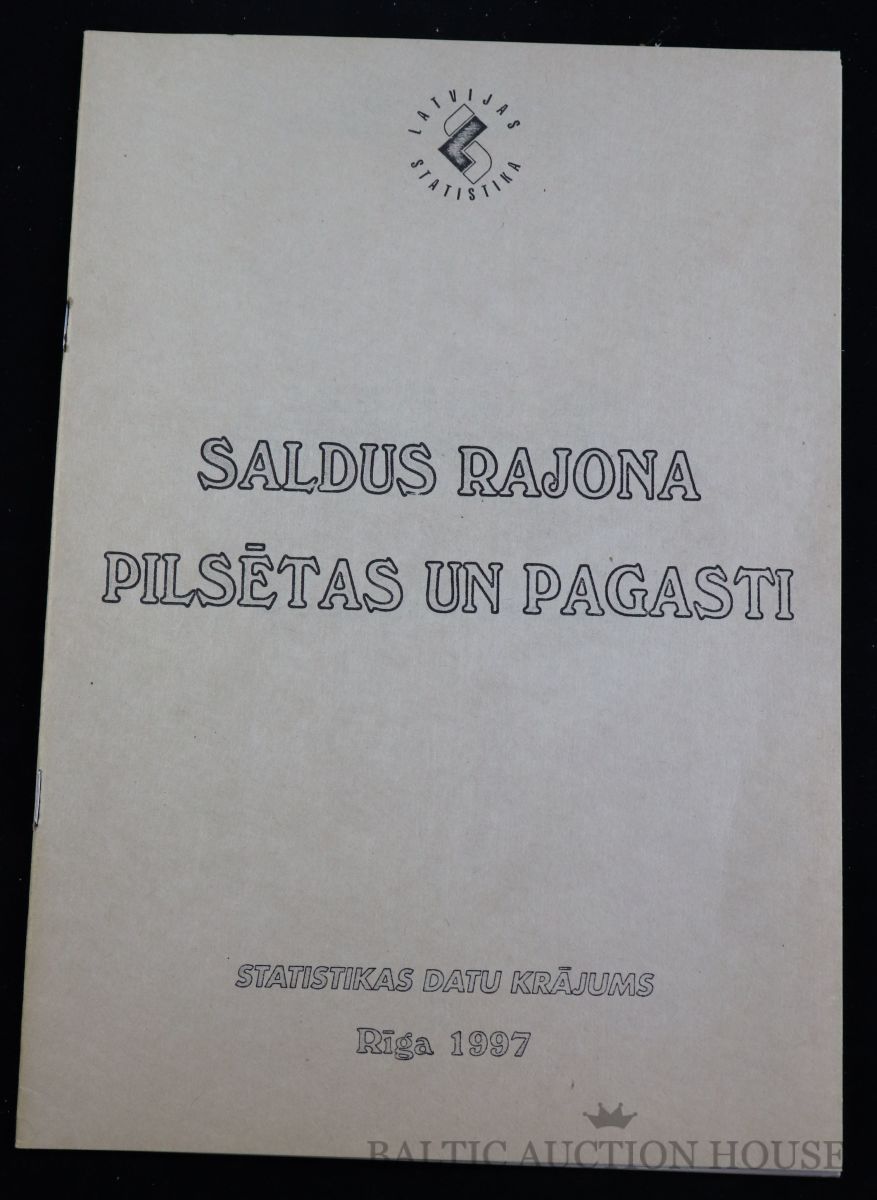 LATVIJAS
STATISTIKA
SALDUS RAJONA
PILSĒTAS UN PAGASTI
STATISTIKAS DATU KRĀJUMS
Rīga 1997
BALTIC AUCTION HOUSE